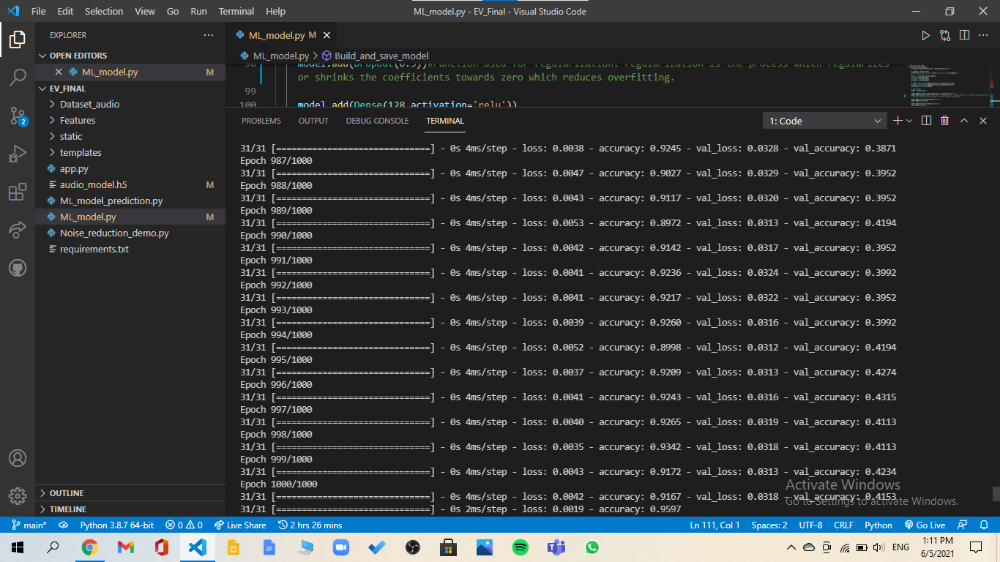 File Edit Selection View Go Run Terminal Help
ML_model.py - EV_Final - Visual Studio Code
EXPLORER
OPEN EDITORS
ML_model.py M
EV_FINAL
Dataset_audio
Features
static
templates
app.py
audio_model.h5 M
ML_model_prediction.py
ML_model.py M
Noise_reduction_demo.py
requirements.txt
OUTLINE
TIMELINE
2
ML_model.py M
ML_model.py > Build_and_save_model
98 model.add(Dropout(0.5))#Function used for regularization. regularization is the process which regularizes
or shrinks the coefficients towards zero which reduces overfitting.
99
100 model.add(Dense(128,activation='relu'))
PROBLEMS OUTPUT DEBUG CONSOLE TERMINAL
1: Code
31/31 [==============================] - 0s 4ms/step - loss: 0.0038 - accuracy: 0.9245 - val_loss: 0.0328 - val_accuracy: 0.3871
Epoch 987/1000
31/31 [==============================] - 0s 4ms/step - loss: 0.0047 - accuracy: 0.9027 - val_loss: 0.0329 - val_accuracy: 0.3952
Epoch 988/1000
31/31 [==============================] - 0s 4ms/step - loss: 0.0043 - accuracy: 0.9117 - val_loss: 0.0320 - val_accuracy: 0.3952
Epoch 989/1000
31/31 [==============================] - 0s 4ms/step - loss: 0.0053 - accuracy: 0.8972 - val_loss: 0.0313 - val_accuracy: 0.4194
Epoch 990/1000
31/31 [==============================] - 0s 4ms/step - loss: 0.0042 - accuracy: 0.9142 - val_loss: 0.0317 - val_accuracy: 0.3952
Epoch 991/1000
31/31 [==============================] - 0s 4ms/step - loss: 0.0041 - accuracy: 0.9236 - val_loss: 0.0324 - val_accuracy: 0.3992
Epoch 992/1000
31/31 [==============================] - 0s 4ms/step - loss: 0.0041 - accuracy: 0.9217 - val_loss: 0.0322 - val_accuracy: 0.3952
Epoch 993/1000
31/31 [==============================] - 0s 4ms/step - loss: 0.0039 - accuracy: 0.9260 - val_loss: 0.0316 - val_accuracy: 0.3992
Epoch 994/1000
31/31 [==============================] - 0s 4ms/step - loss: 0.0052 - accuracy: 0.8998 - val_loss: 0.0312 - val_accuracy: 0.4194
Epoch 995/1000
31/31 [==============================] - 0s 4ms/step - loss: 0.0037 - accuracy: 0.9209 - val_loss: 0.0313 - val_accuracy: 0.4274
Epoch 996/1000
31/31 [==============================] - 0s 4ms/step - loss: 0.0041 - accuracy: 0.9243 - val_loss: 0.0316 - val_accuracy: 0.4315
Epoch 997/1000
31/31 [==============================] - 0s 4ms/step - loss: 0.0040 - accuracy: 0.9265 - val_loss: 0.0319 - val_accuracy: 0.4113
Epoch 998/1000
31/31 [==============================] - 0s 4ms/step - loss: 0.0035 - accuracy: 0.9342 - val_loss: 0.0318 - val_accuracy: 0.4113
Epoch 999/1000
31/31 [==============================] - 0s 4ms/step - loss: 0.0043 - accuracy: 0.9172 - val_loss: 0.0313 - val_accuracy: 0.4234
Epoch 1000/1000
31/31 [==============================] - 0s 4ms/step - loss: 0.0042 - accuracy: 0.9167 - val_loss: 0.0318 - val_accuracy: 0.4153
31/31 [==============================] - 0s 2ms/step - loss: 0.0019 - accuracy: 0.9597
Activate Windows
Go to Settings to activate Windows.
main* Python 3.8.7 64-bit 0 0 Live Share 2 hrs 26 mins Ln 111, Col 1 Spaces: 2 UTF-8 CRLF Python Go Live
ENG 1:11 PM
6/5/2021